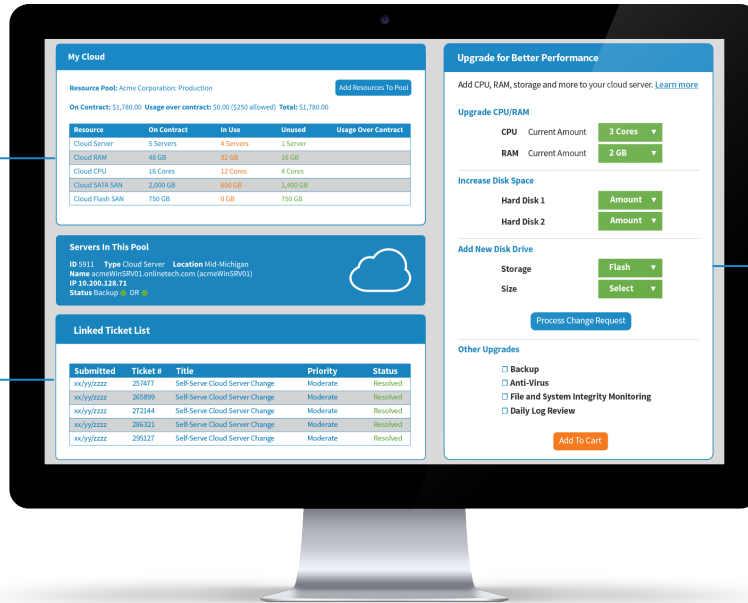 My Cloud
Resource Pool: Acme Corporation: Production
Add Resources To Pool
On Contract: $1,780.00 Usage over contract: $0.00 ($250 allowed) Total: $1,780.00
Resource On Contract In Use Unused Usage Over Contract
Cloud Server 5 Servers 4 Servers 1 Server
Cloud RAM 48 GB 32 GB 16 GB
Cloud CPU 16 Cores 12 Cores 4 Cores
Cloud SATA SAN 2,000 GB 600 GB 1,400 GB
Cloud Flash SAN 750 GB 0 GB 750 GB
Servers In This Pool
ID 5911 Type Cloud Server Location Mid-Michigan
Name acmeWinSRV01.onlinetech.com (acmeWinSRV01)
IP 10.200.128.71
Status Backup DR
Linked Ticket List
Submitted Ticket # Title Priority Status
xx/yy/zzzz 257477 Self-Serve Cloud Server Change Moderate Resolved
xx/yy/zzzz 265899 Self-Serve Cloud Server Change Moderate Resolved
xx/yy/zzzz 272144 Self-Serve Cloud Server Change Moderate Resolved
xx/yy/zzzz 286321 Self-Serve Cloud Server Change Moderate Resolved
xx/yy/zzzz 295127 Self-Serve Cloud Server Change Moderate Resolved
Upgrade for Better Performance
Add CPU, RAM, storage and more to your cloud server. Learn more
Upgrade CPU/RAM
CPU Current Amount 3 Cores
RAM Current Amount 2 GB
Increase Disk Space
Hard Disk 1 Amount
Hard Disk 2 Amount
Add New Disk Drive
Storage Flash
Size Select
Process Change Request
Other Upgrades
Backup
Anti-Virus
File and System Integrity Monitoring
Daily Log Review
Add To Cart